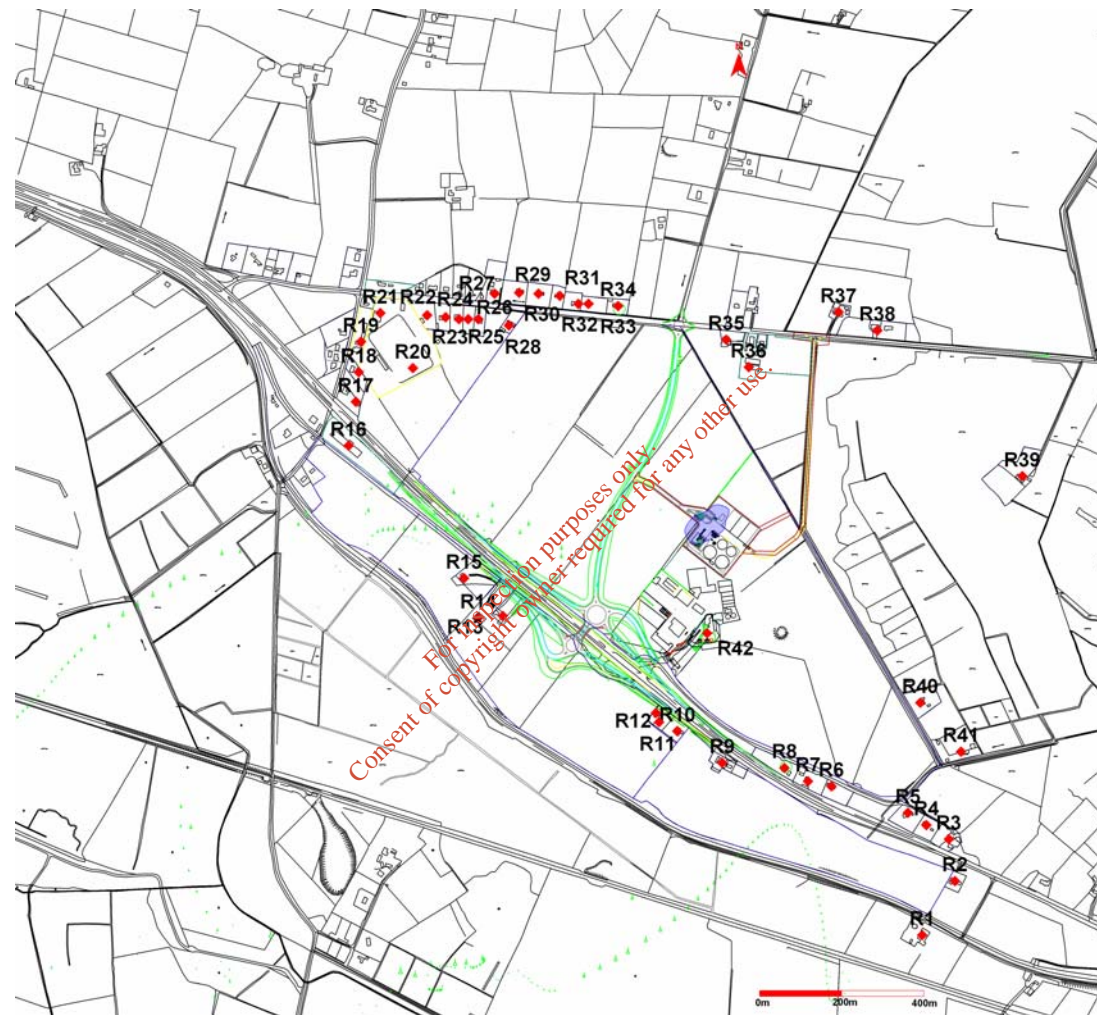 R27
R29
R31
R34
R21
R22
R24
R26
R30
R32
R33
R37
R38
R19
R23
R25
R28
R35
R36
R18
R20
R17
R16
R39
R15
R14
R13
R42
R40
R12
R10
R11
R41
R9
R8
R7
R6
R5
R4
R3
R2
R1
For inspection purposes only.
Consent of copyright owner required for any other use.
0m 200m 400m